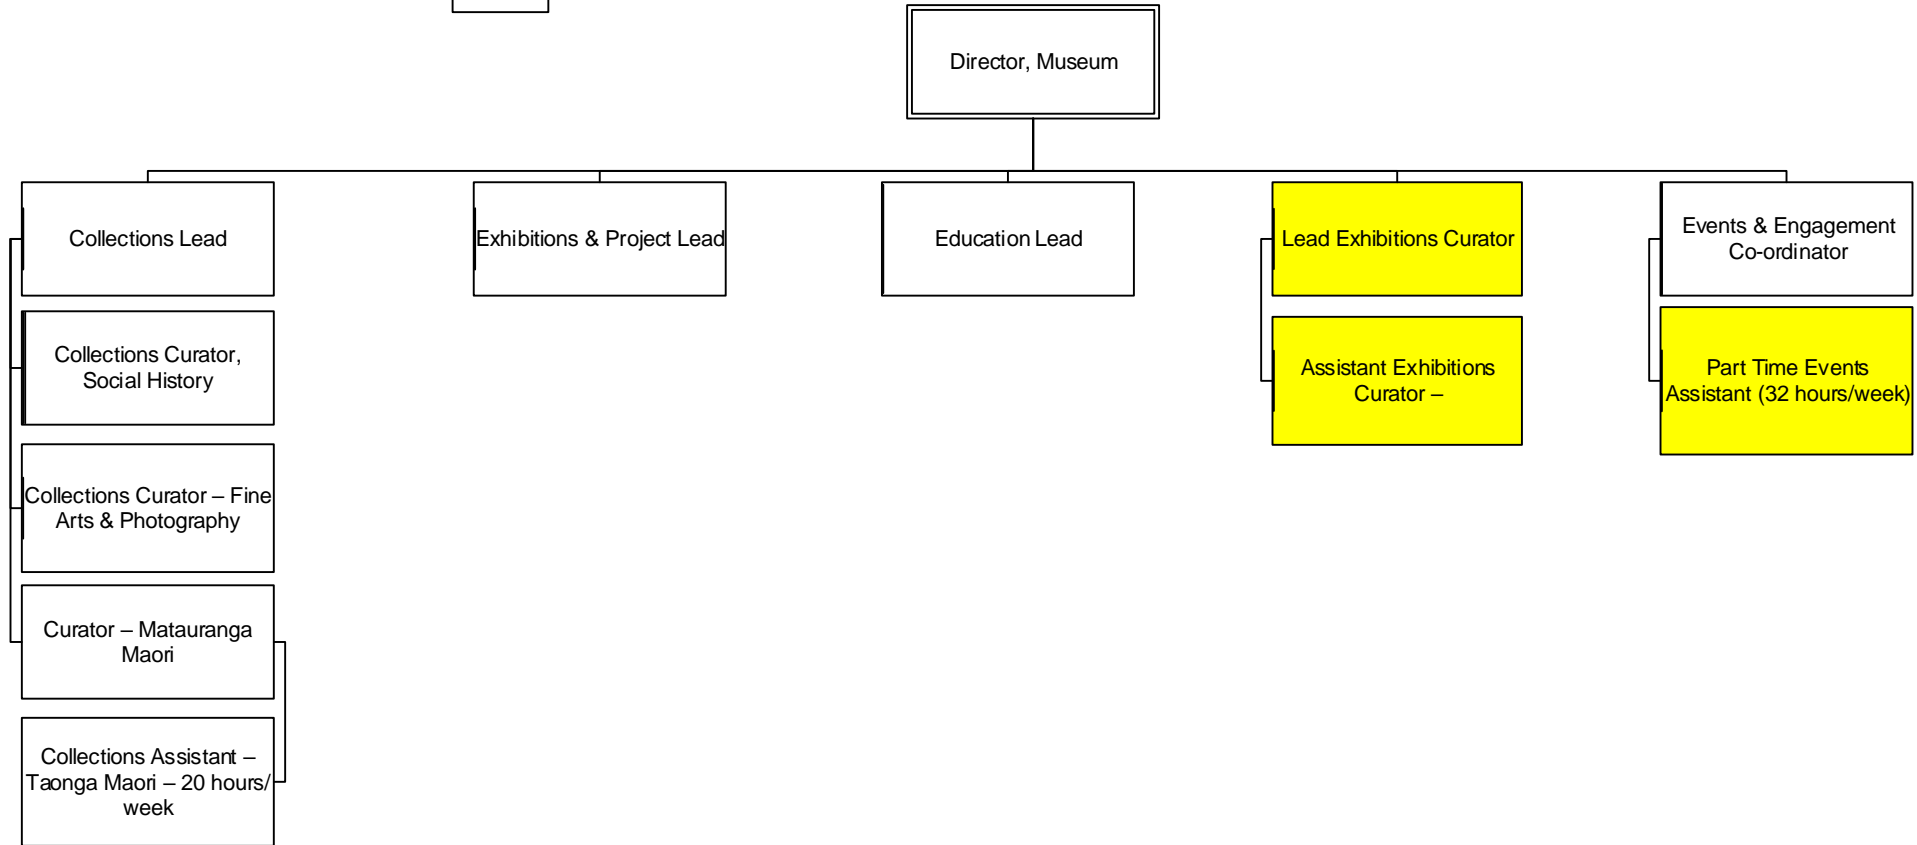 Director, Museum
Collections Lead
Exhibitions & Project Lead
Education Lead
Lead Exhibitions Curator
Events & Engagement
Co-ordinator
Collections Curator,
Social History
Assistant Exhibitions
Curator –
Part Time Events
Assistant (32 hours/week)
Collections Curator – Fine
Arts & Photography
Curator – Matauranga
Maori
Collections Assistant –
Taonga Maori – 20 hours/
week